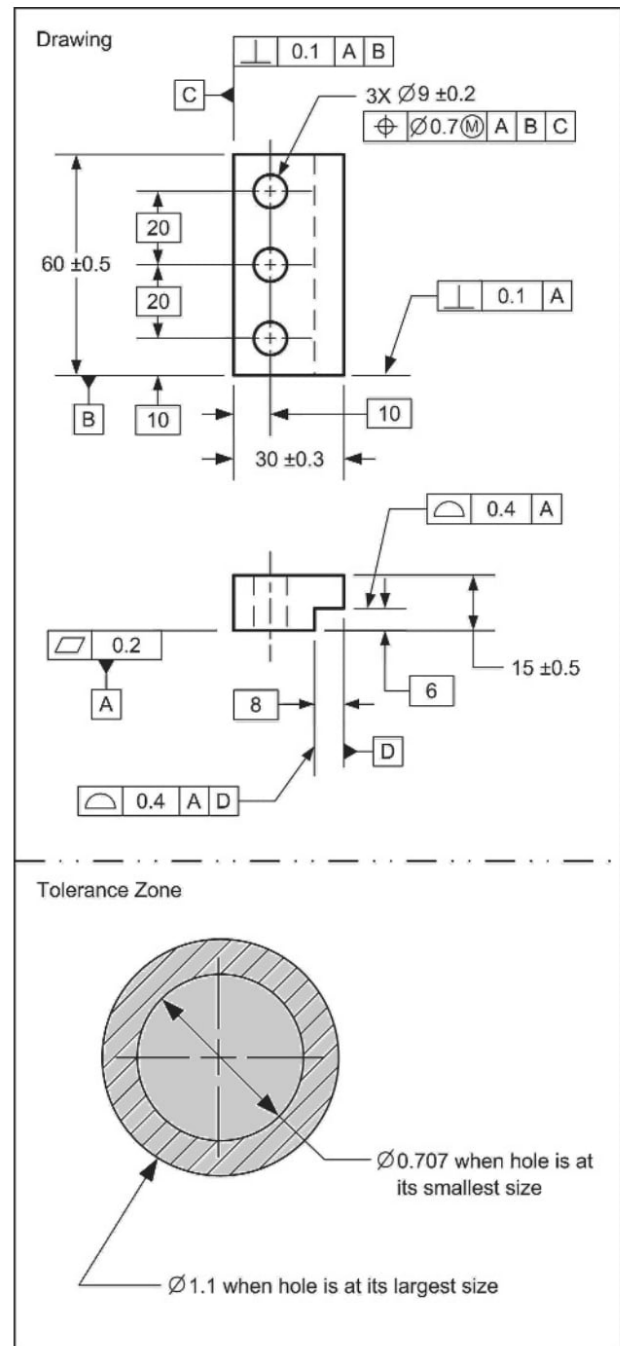 Drawing
⊥ 0.1 A B
C
3X Ø9 ±0.2
⌖ Ø0.7Ⓜ A B C
20
60 ±0.5
20
⊥ 0.1 A
B
10
10
30 ±0.3
⌓ 0.4 A
⏥ 0.2
A
15 ±0.5
8
6
D
⌓ 0.4 A D
Tolerance Zone
Ø0.707 when hole is at
its smallest size
Ø1.1 when hole is at its largest size